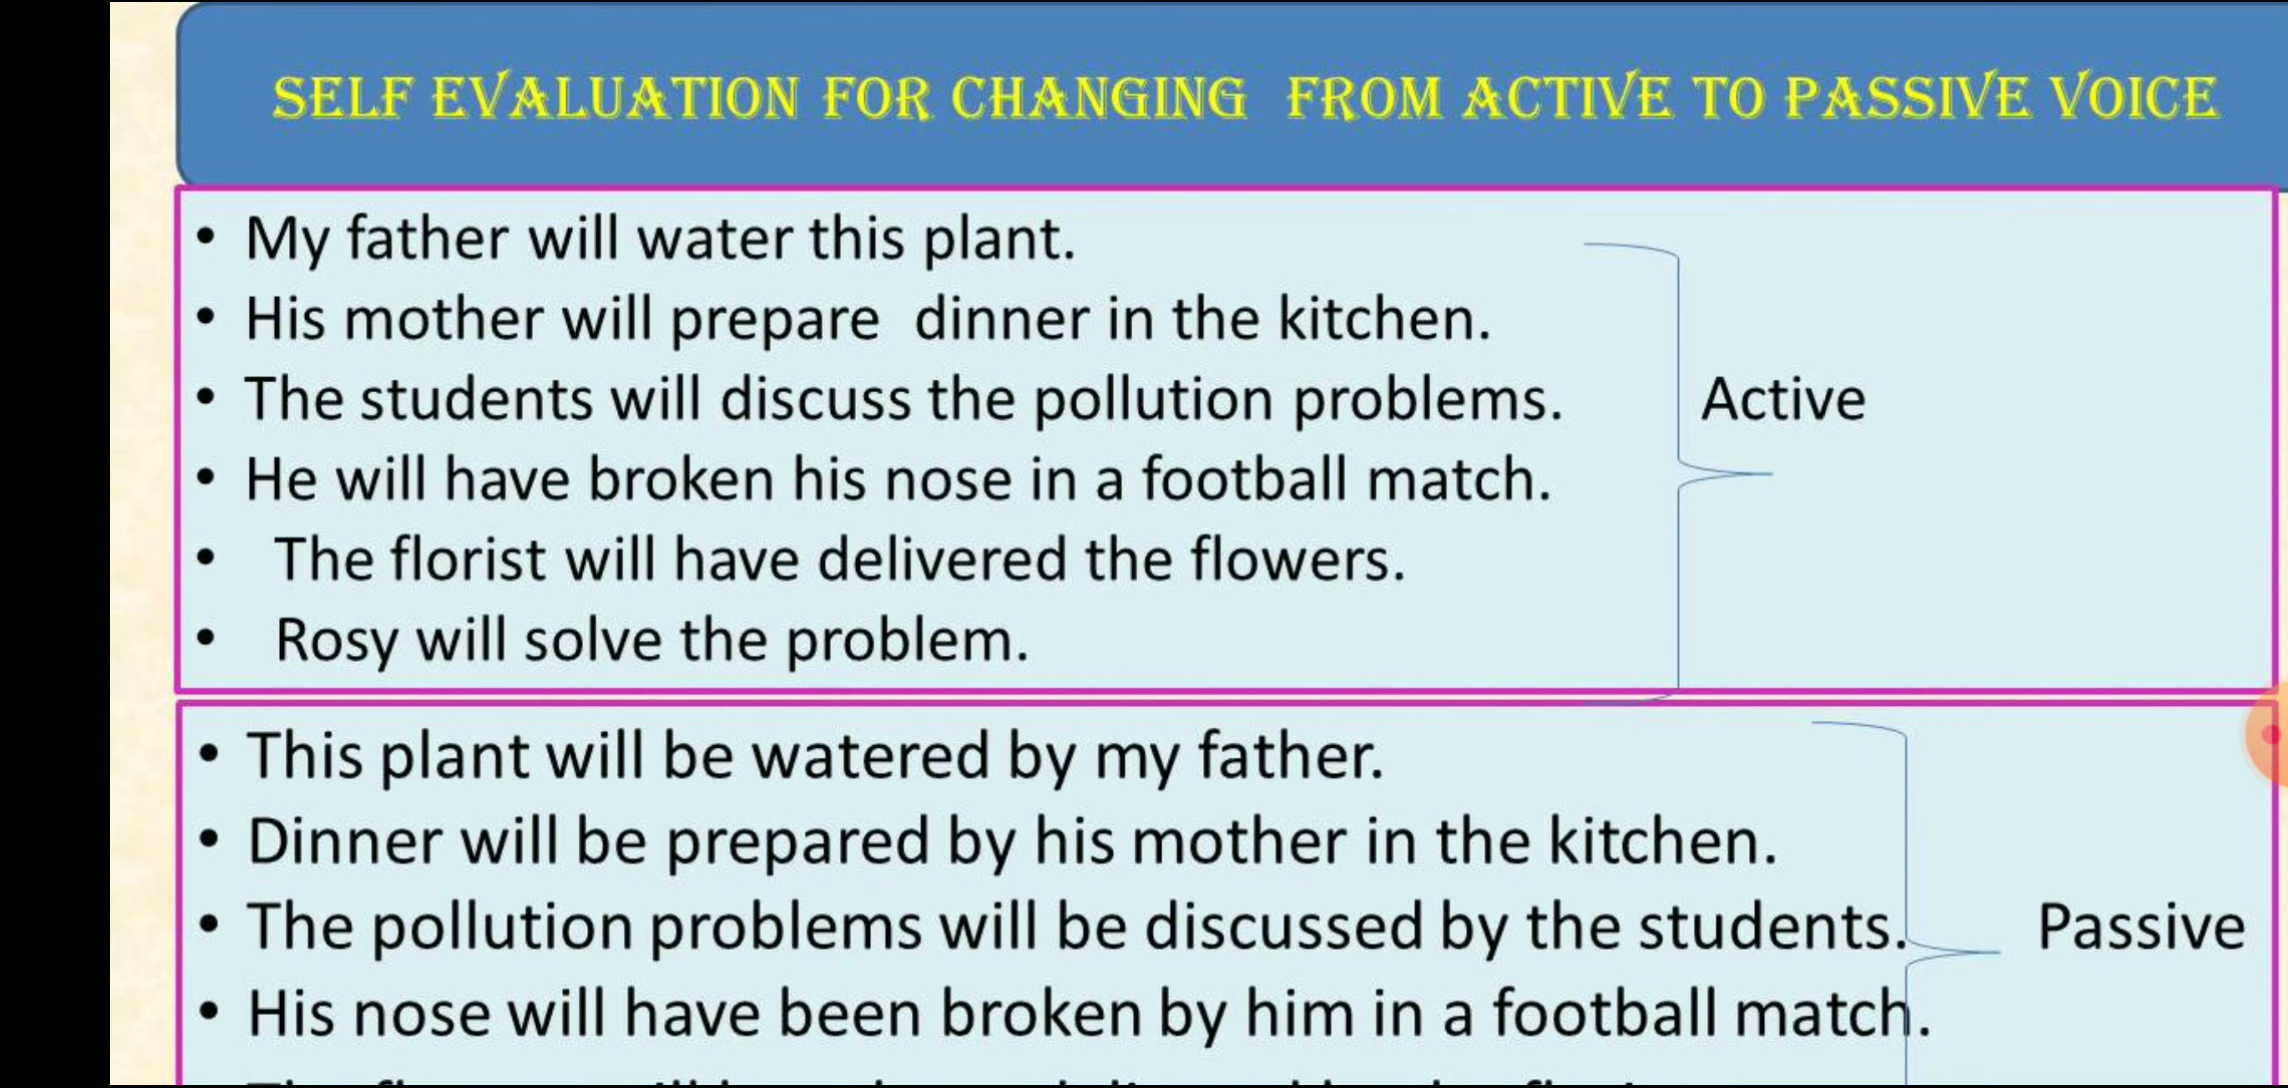 SELF EVALUATION FOR CHANGING FROM ACTIVE TO PASSIVE VOICE
• My father will water this plant.
• His mother will prepare dinner in the kitchen.
• The students will discuss the pollution problems.
Active
• He will have broken his nose in a football match.
• The florist will have delivered the flowers.
• Rosy will solve the problem.
• This plant will be watered by my father.
• Dinner will be prepared by his mother in the kitchen.
• The pollution problems will be discussed by the students.
Passive
• His nose will have been broken by him in a football match.